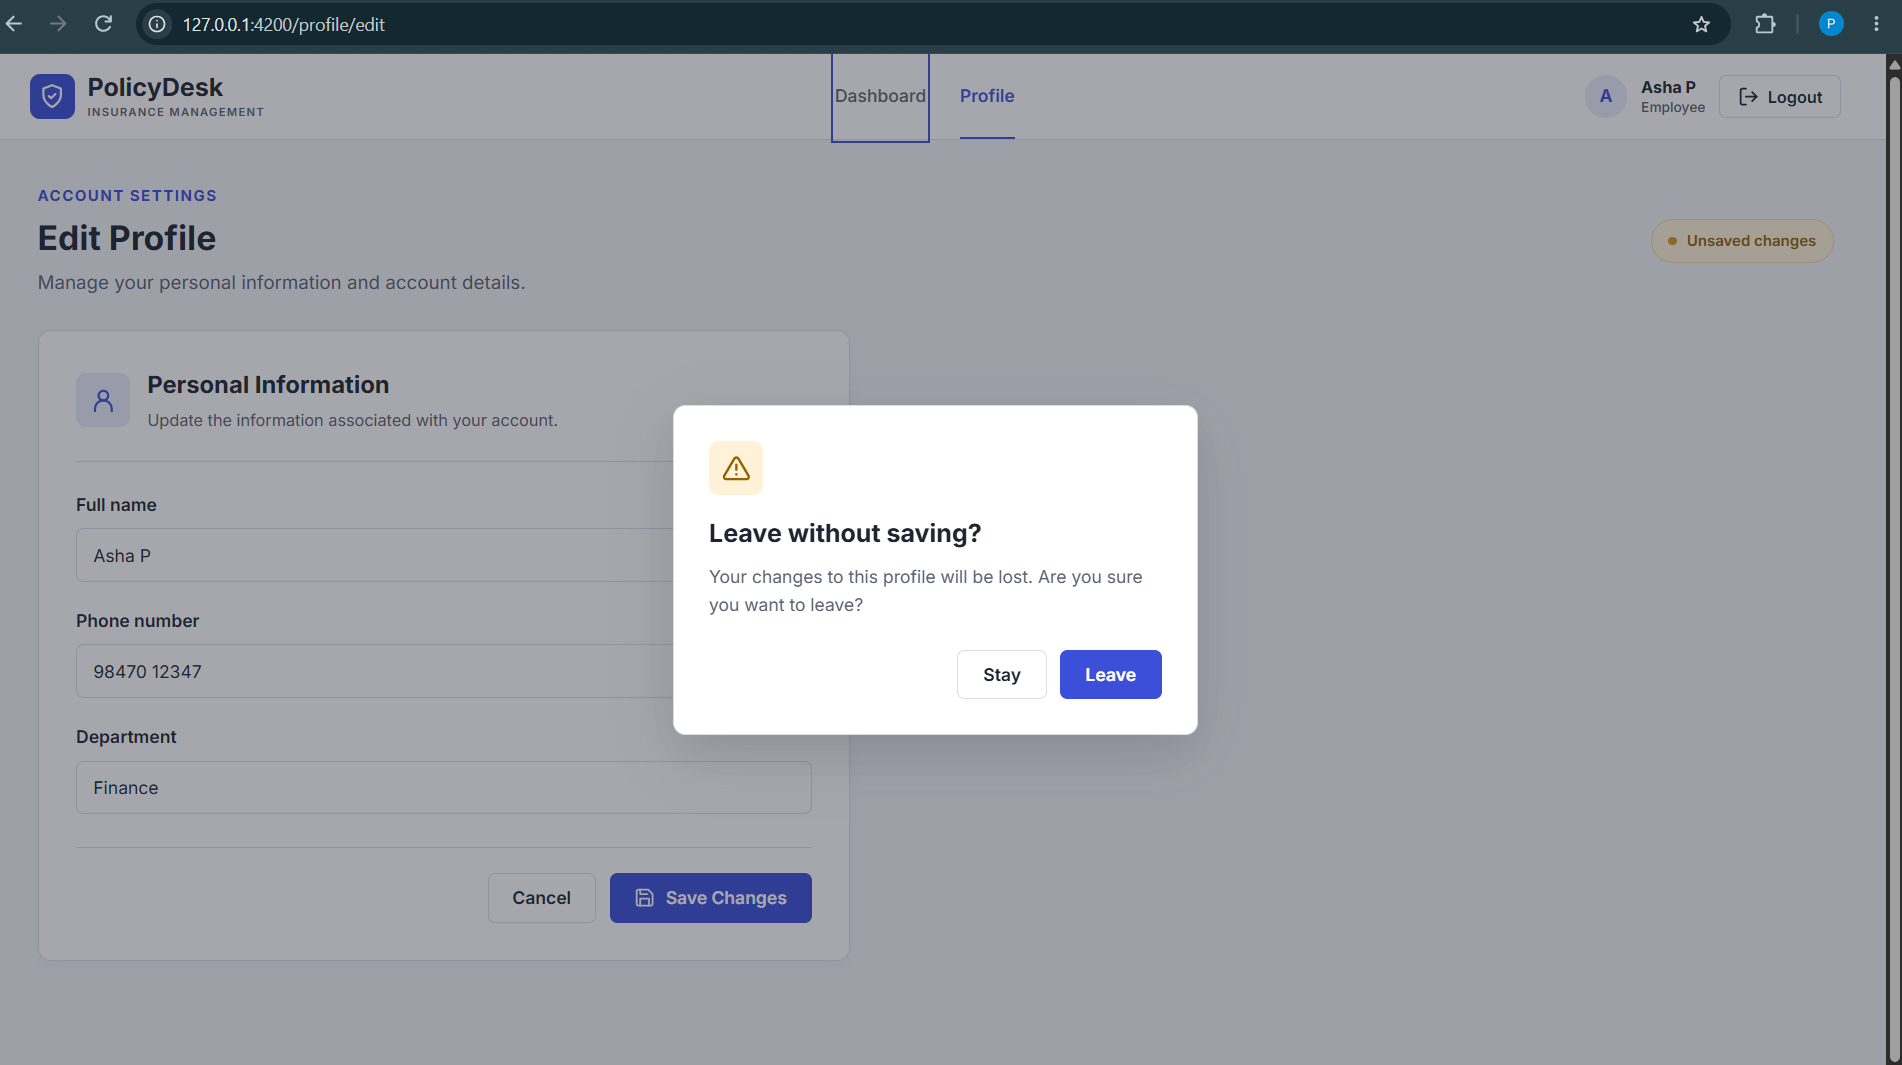 127.0.0.1:4200/profile/edit
P
PolicyDesk
INSURANCE MANAGEMENT
Dashboard
Profile
A
Asha P
Employee
Logout
ACCOUNT SETTINGS
Edit Profile
Manage your personal information and account details.
Unsaved changes
Personal Information
Update the information associated with your account.
Full name
Asha P
Phone number
98470 12347
Department
Finance
Cancel
Save Changes
Leave without saving?
Your changes to this profile will be lost. Are you sure
you want to leave?
Stay
Leave